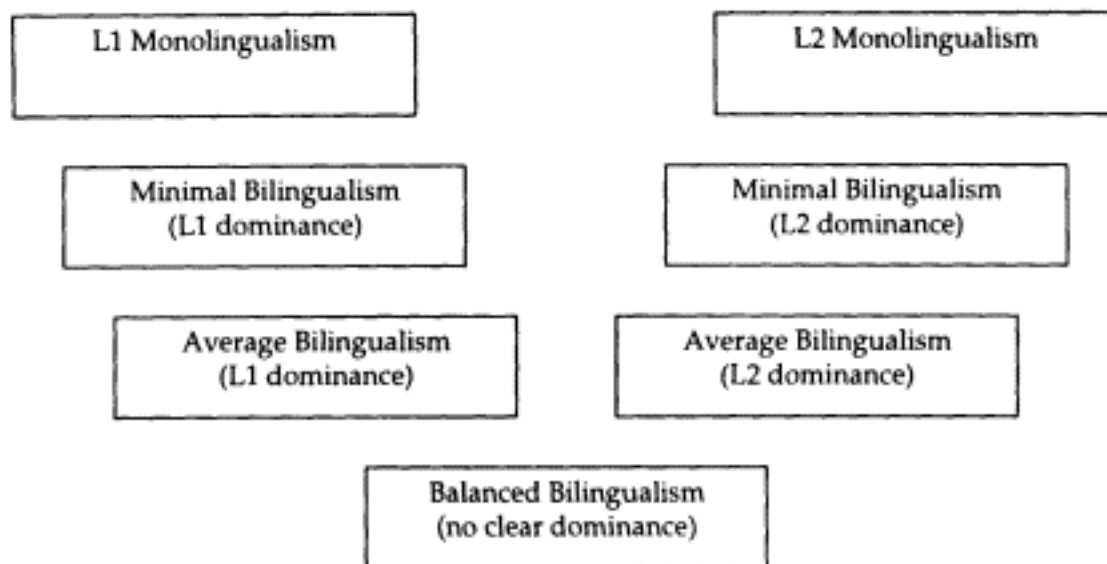 L1 Monolingualism
L2 Monolingualism
Minimal Bilingualism
(L1 dominance)
Minimal Bilingualism
(L2 dominance)
Average Bilingualism
(L1 dominance)
Average Bilingualism
(L2 dominance)
Balanced Bilingualism
(no clear dominance)